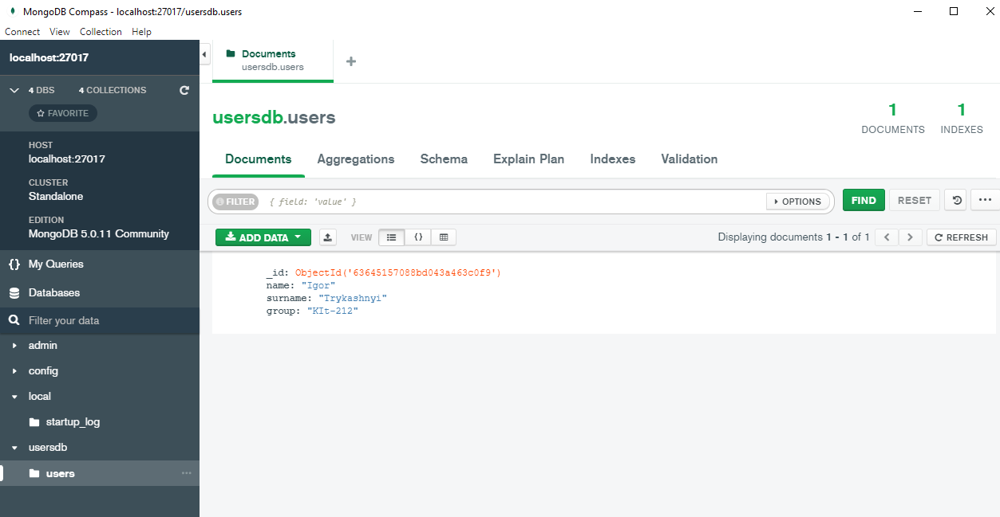 MongoDB Compass - localhost:27017/usersdb.users
Connect View Collection Help
localhost:27017
4 DBS 4 COLLECTIONS
FAVORITE
HOST
localhost:27017
CLUSTER
Standalone
EDITION
MongoDB 5.0.11 Community
{} My Queries
Databases
Filter your data
admin
config
local
startup_log
usersdb
users ...
Documents
usersdb.users
+
usersdb.users
1
DOCUMENTS
1
INDEXES
Documents Aggregations Schema Explain Plan Indexes Validation
FILTER { field: 'value' } OPTIONS FIND RESET ...
ADD DATA VIEW {} Displaying documents 1 - 1 of 1 < > REFRESH
_id: ObjectId('63645157088bd043a463c0f9')
name: "Igor"
surname: "Trykashnyi"
group: "KIt-212"